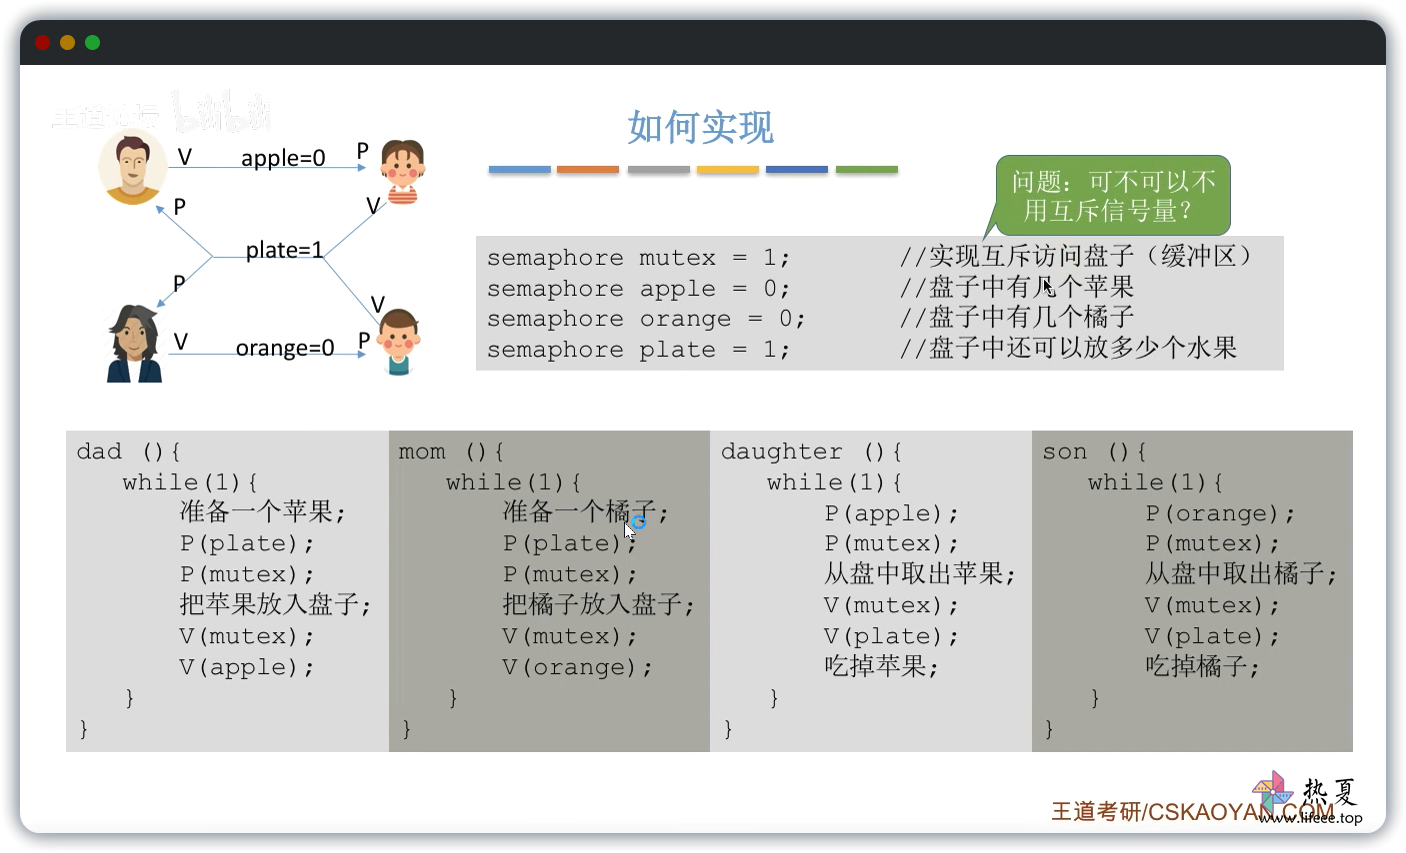 如何实现
V apple=0 P
P V
plate=1
P V
V orange=0 P
问题：可不可以不
用互斥信号量？
semaphore mutex = 1; //实现互斥访问盘子（缓冲区）
semaphore apple = 0; //盘子中有几个苹果
semaphore orange = 0; //盘子中有几个橘子
semaphore plate = 1; //盘子中还可以放多少个水果
dad (){
while(1){
准备一个苹果;
P(plate);
P(mutex);
把苹果放入盘子;
V(mutex);
V(apple);
}
}
mom (){
while(1){
准备一个橘子;
P(plate);
P(mutex);
把橘子放入盘子;
V(mutex);
V(orange);
}
}
daughter (){
while(1){
P(apple);
P(mutex);
从盘中取出苹果;
V(mutex);
V(plate);
吃掉苹果;
}
}
son (){
while(1){
P(orange);
P(mutex);
从盘中取出橘子;
V(mutex);
V(plate);
吃掉橘子;
}
}
热夏
王道考研/CSKAOYAN.COM
www.lifeee.top